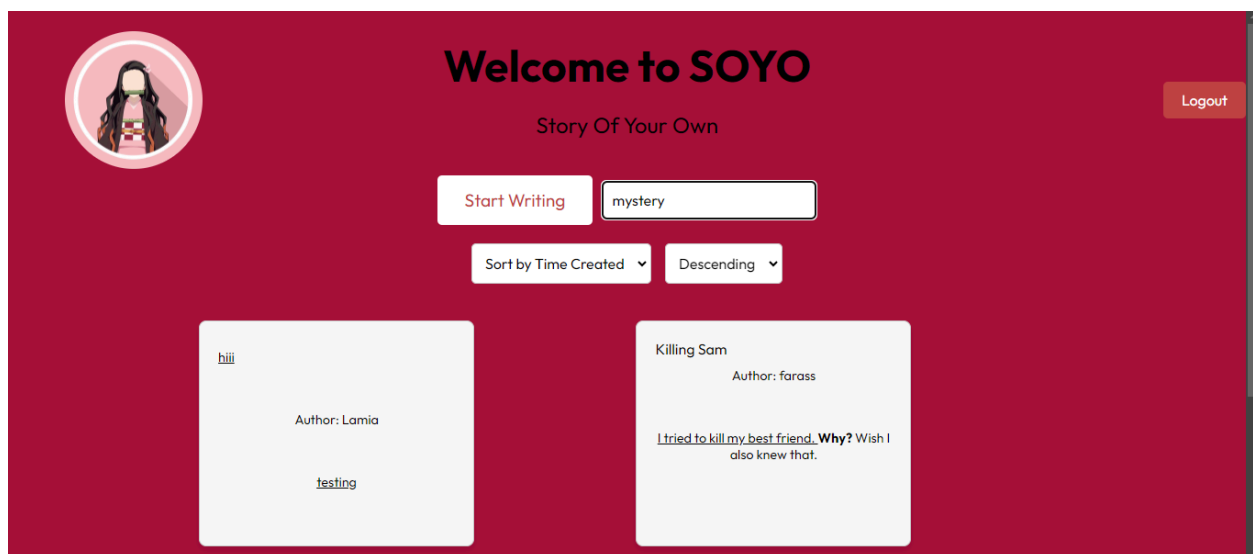 Welcome to SOYO
Logout
Story Of Your Own
Start Writing
mystery
Sort by Time Created
Descending
hiii
Author: Lamia
testing
Killing Sam
Author: farass
I tried to kill my best friend. Why? Wish I
also knew that.